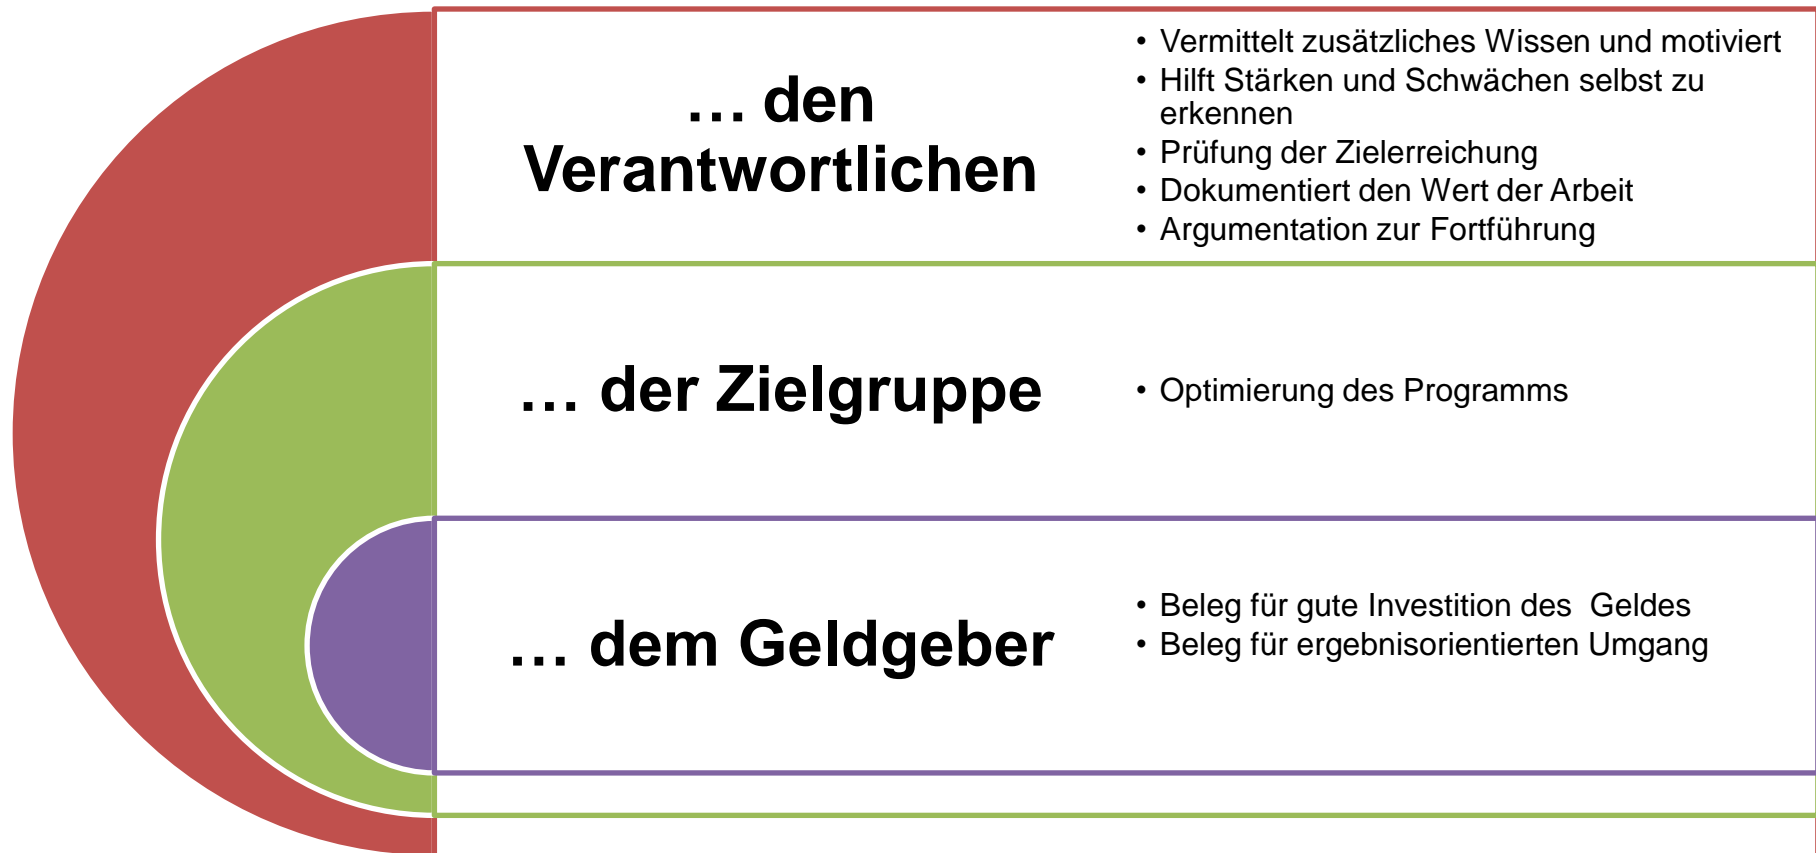 … den
Verantwortlichen
• Vermittelt zusätzliches Wissen und motiviert
• Hilft Stärken und Schwächen selbst zu
erkennen
• Prüfung der Zielerreichung
• Dokumentiert den Wert der Arbeit
• Argumentation zur Fortführung
… der Zielgruppe
• Optimierung des Programms
… dem Geldgeber
• Beleg für gute Investition des  Geldes
• Beleg für ergebnisorientierten Umgang